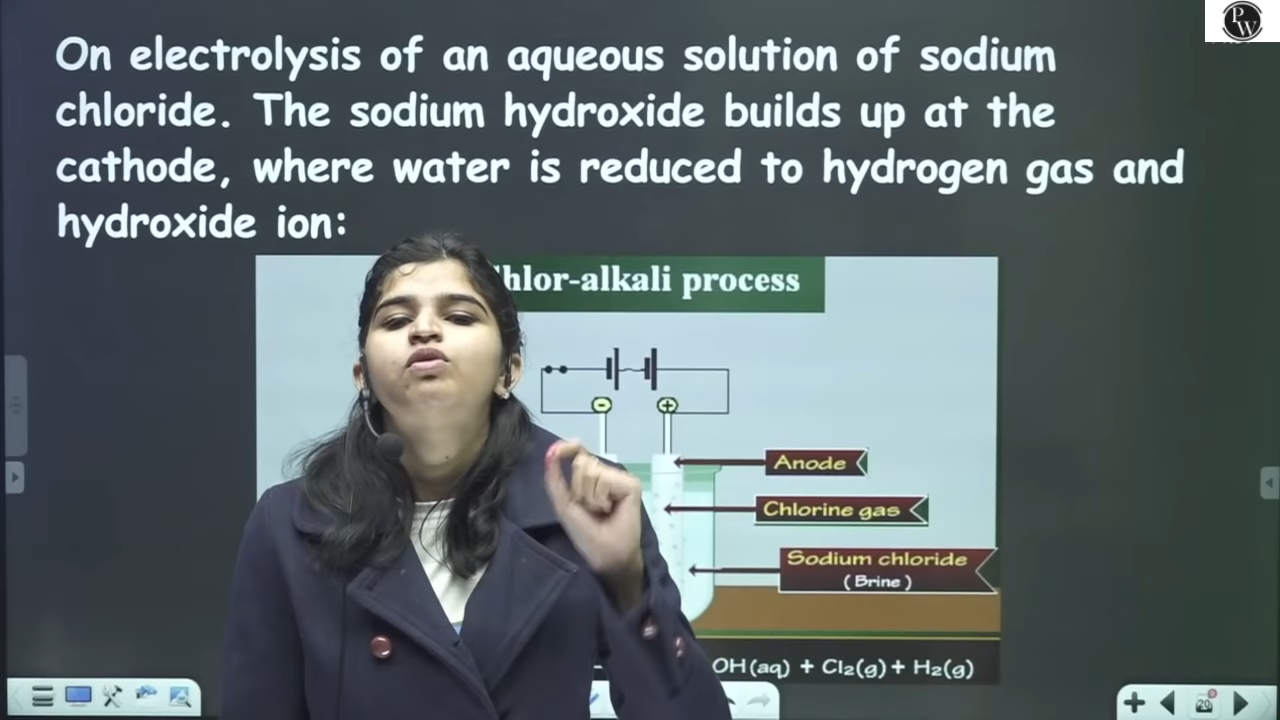 On electrolysis of an aqueous solution of sodium
chloride. The sodium hydroxide builds up at the
cathode, where water is reduced to hydrogen gas and
hydroxide ion:
PW
hlor-alkali process
- +
Anode
Chlorine gas
Sodium chloride
(Brine)
OH(aq) + Cl₂(g) + H₂(g)
20